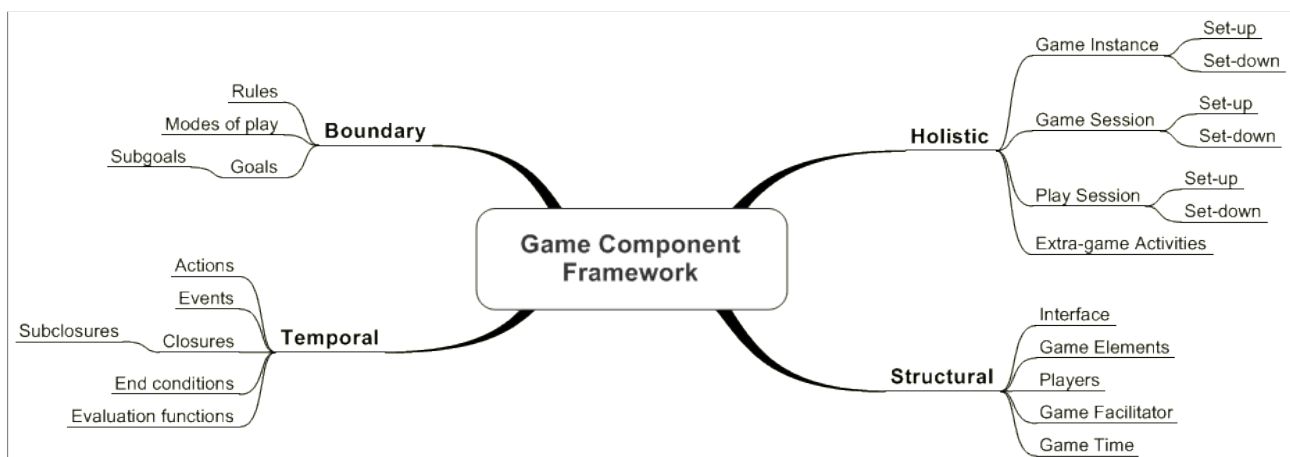 Game Component
Framework
Boundary
Rules
Modes of play
Goals
Subgoals
Temporal
Actions
Events
Closures
Subclosures
End conditions
Evaluation functions
Holistic
Game Instance
Set-up
Set-down
Game Session
Set-up
Set-down
Play Session
Set-up
Set-down
Extra-game Activities
Structural
Interface
Game Elements
Players
Game Facilitator
Game Time